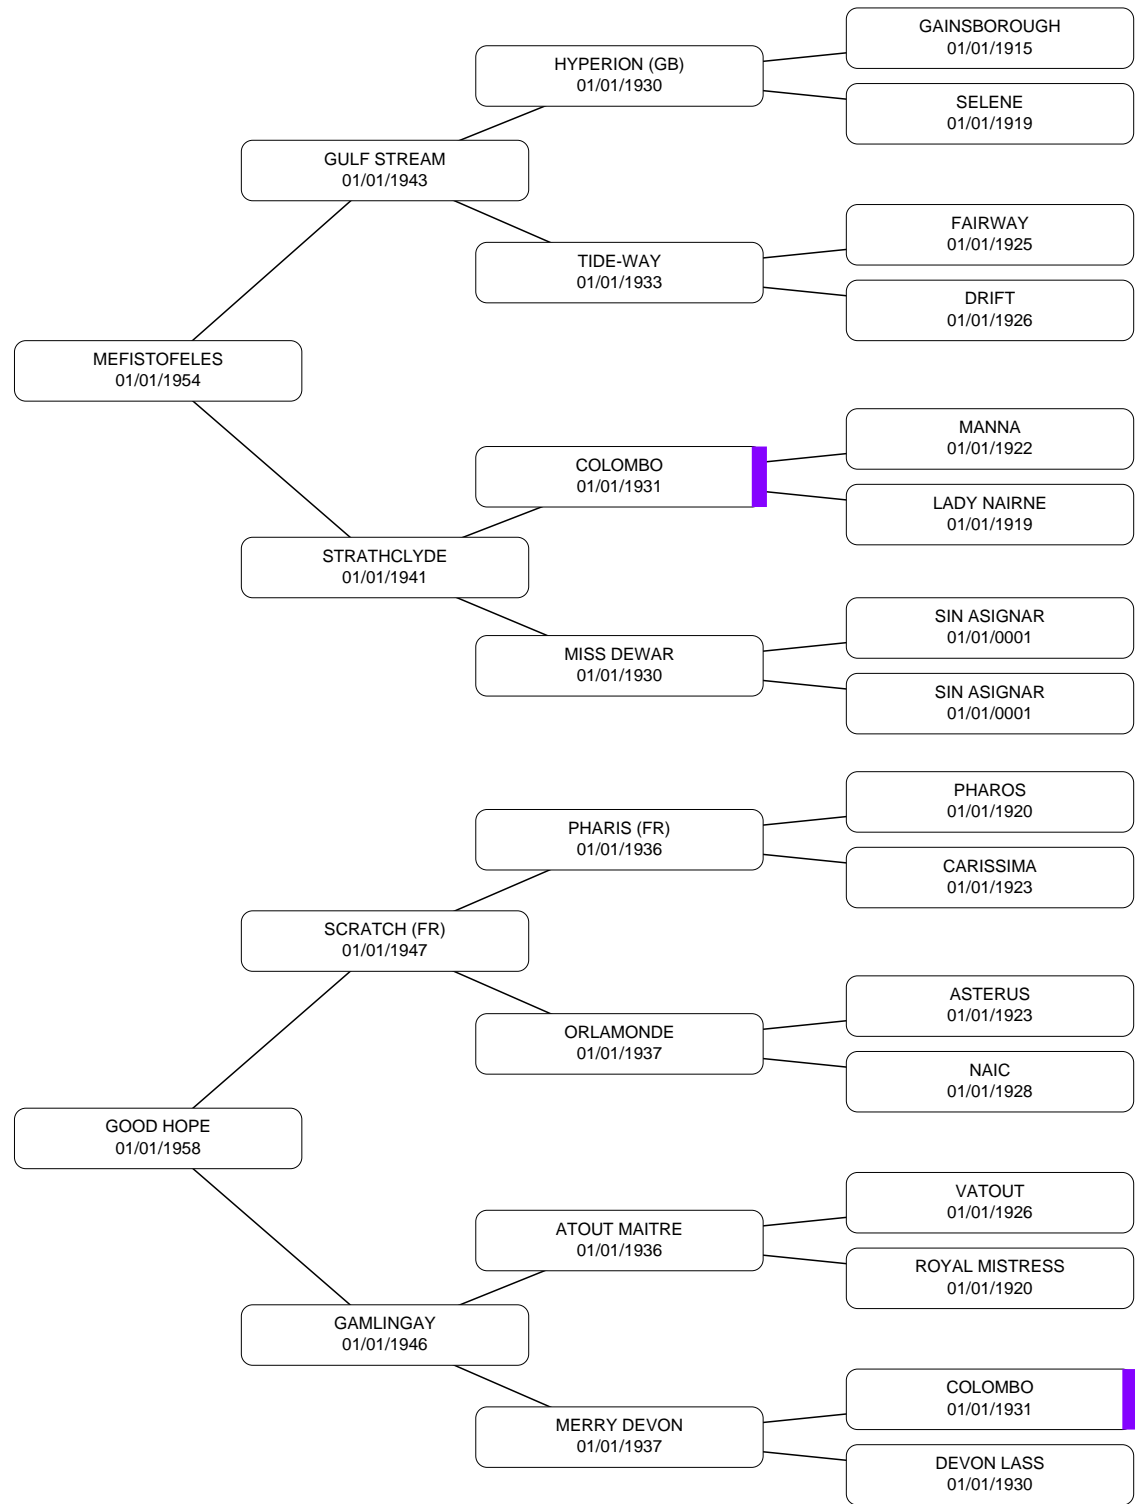 GAINSBOROUGH
01/01/1915
HYPERION (GB)
01/01/1930
SELENE
01/01/1919
GULF STREAM
01/01/1943
FAIRWAY
01/01/1925
TIDE-WAY
01/01/1933
DRIFT
01/01/1926
MEFISTOFELES
01/01/1954
MANNA
01/01/1922
COLOMBO
01/01/1931
LADY NAIRNE
01/01/1919
STRATHCLYDE
01/01/1941
SIN ASIGNAR
01/01/0001
MISS DEWAR
01/01/1930
SIN ASIGNAR
01/01/0001
PHAROS
01/01/1920
PHARIS (FR)
01/01/1936
CARISSIMA
01/01/1923
SCRATCH (FR)
01/01/1947
ASTERUS
01/01/1923
ORLAMONDE
01/01/1937
NAIC
01/01/1928
GOOD HOPE
01/01/1958
VATOUT
01/01/1926
ATOUT MAITRE
01/01/1936
ROYAL MISTRESS
01/01/1920
GAMLINGAY
01/01/1946
COLOMBO
01/01/1931
MERRY DEVON
01/01/1937
DEVON LASS
01/01/1930